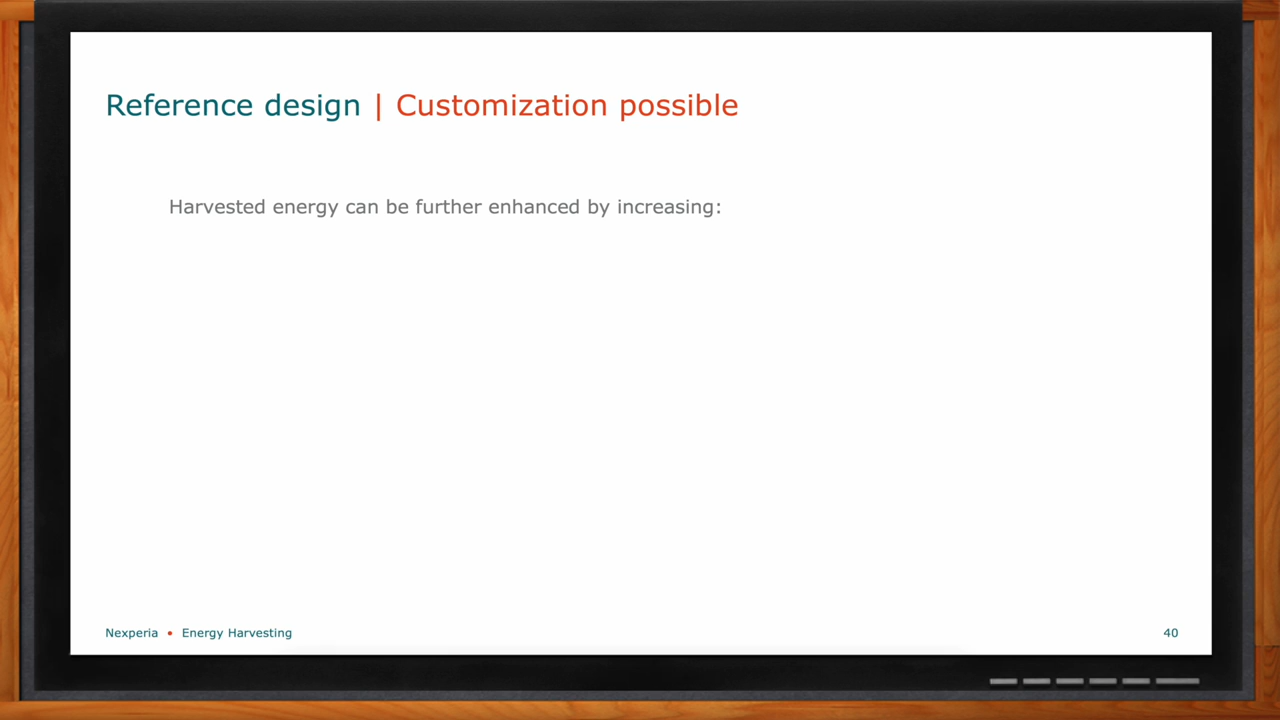 Reference design | Customization possible
Harvested energy can be further enhanced by increasing:
Nexperia • Energy Harvesting
40